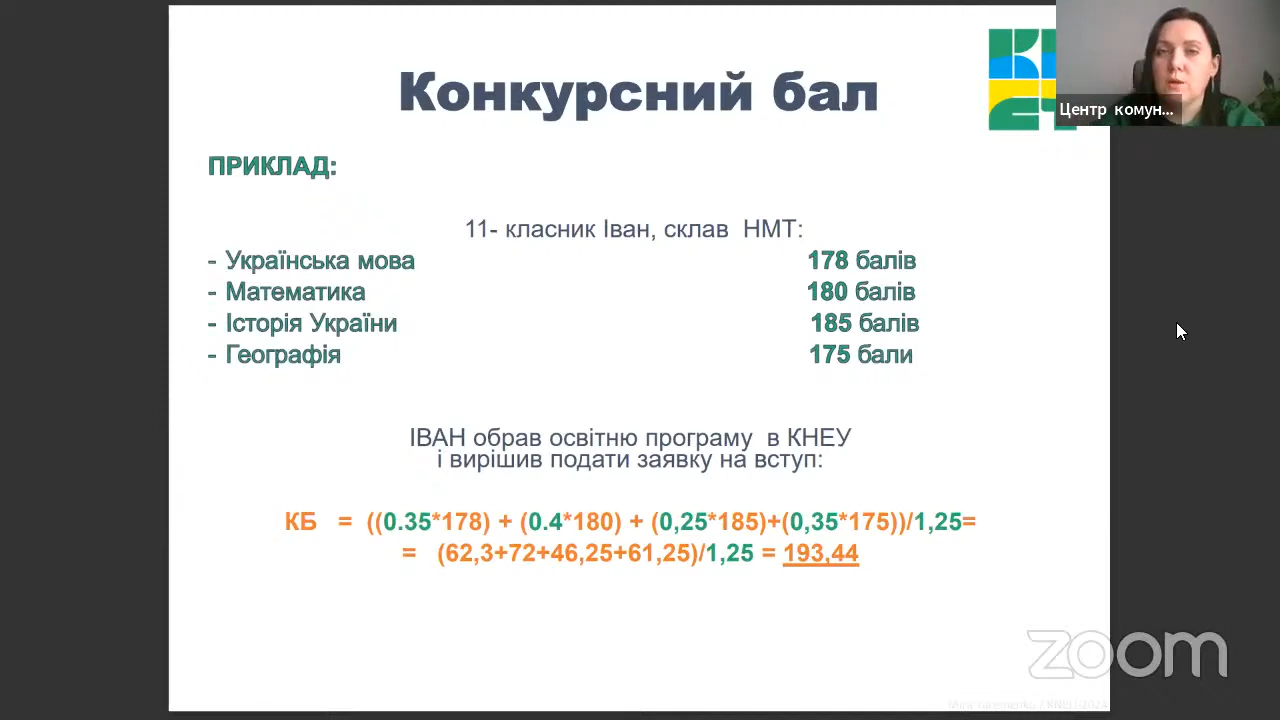 Конкурсний бал
Центр комун...
ПРИКЛАД:
11- класник Іван, склав НМТ:
- Українська мова 178 балів
- Математика 180 балів
- Історія України 185 балів
- Географія 175 бали
ІВАН обрав освітню програму в КНЕУ
і вирішив подати заявку на вступ:
КБ = ((0.35*178) + (0.4*180) + (0,25*185)+(0,35*175))/1,25=
= (62,3+72+46,25+61,25)/1,25 = 193,44
zoom